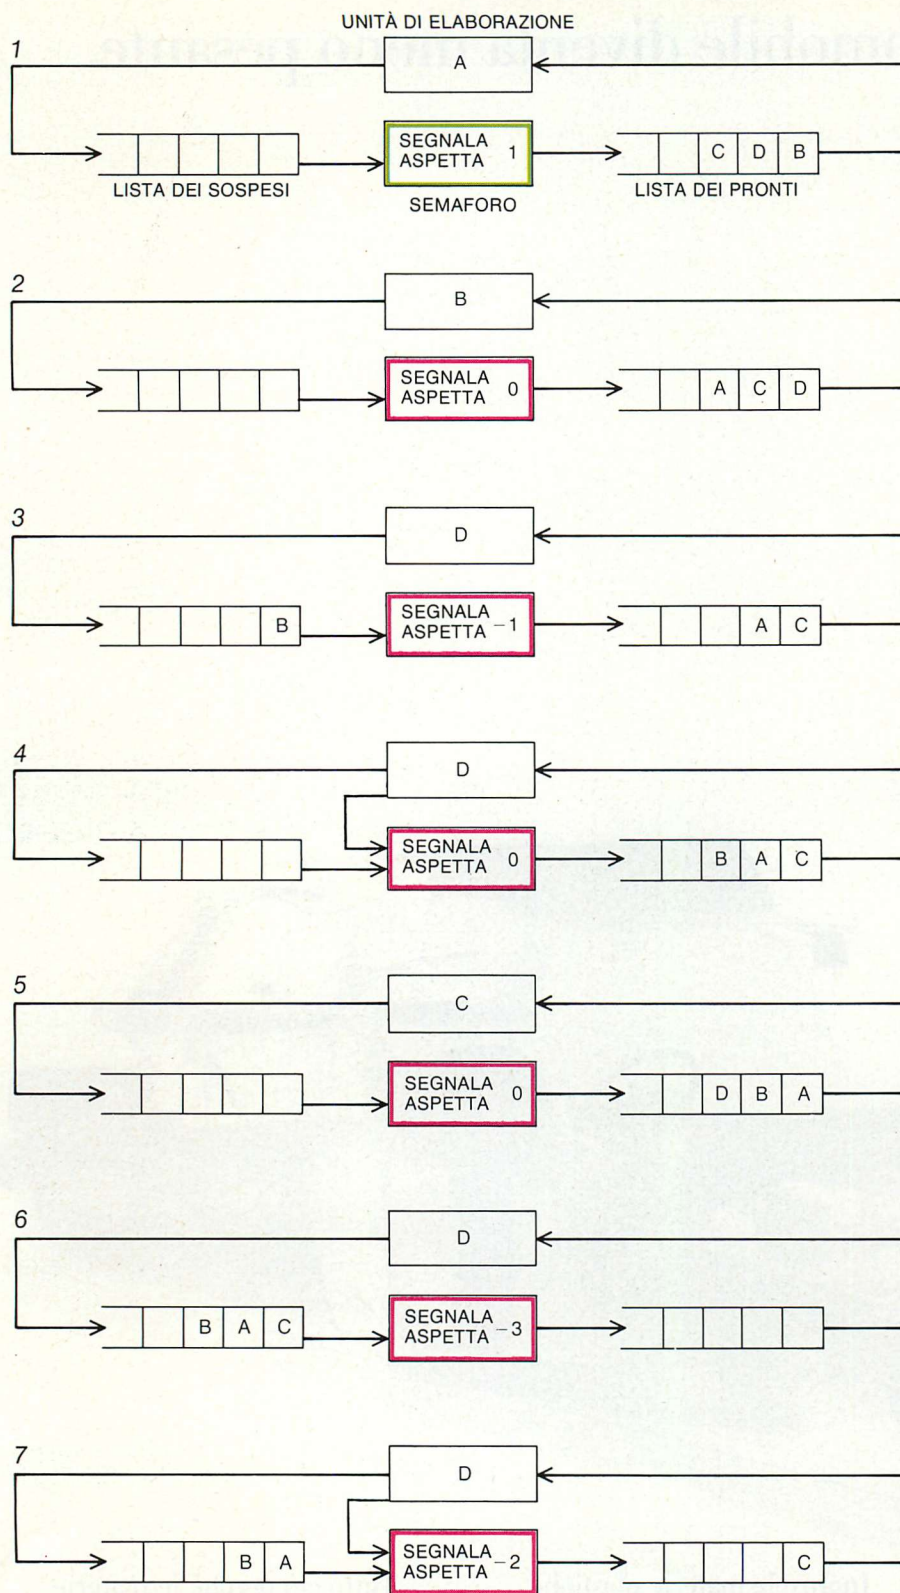 UNITÀ DI ELABORAZIONE
1
A
SEGNALA
ASPETTA 1
C D B
LISTA DEI SOSPESI
LISTA DEI PRONTI
SEMAFORO
2
B
SEGNALA
ASPETTA 0
A C D
3
D
B
SEGNALA
ASPETTA −1
A C
4
D
SEGNALA
ASPETTA 0
B A C
5
C
SEGNALA
ASPETTA 0
D B A
6
D
B A C
SEGNALA
ASPETTA −3
7
D
B A
SEGNALA
ASPETTA −2
C